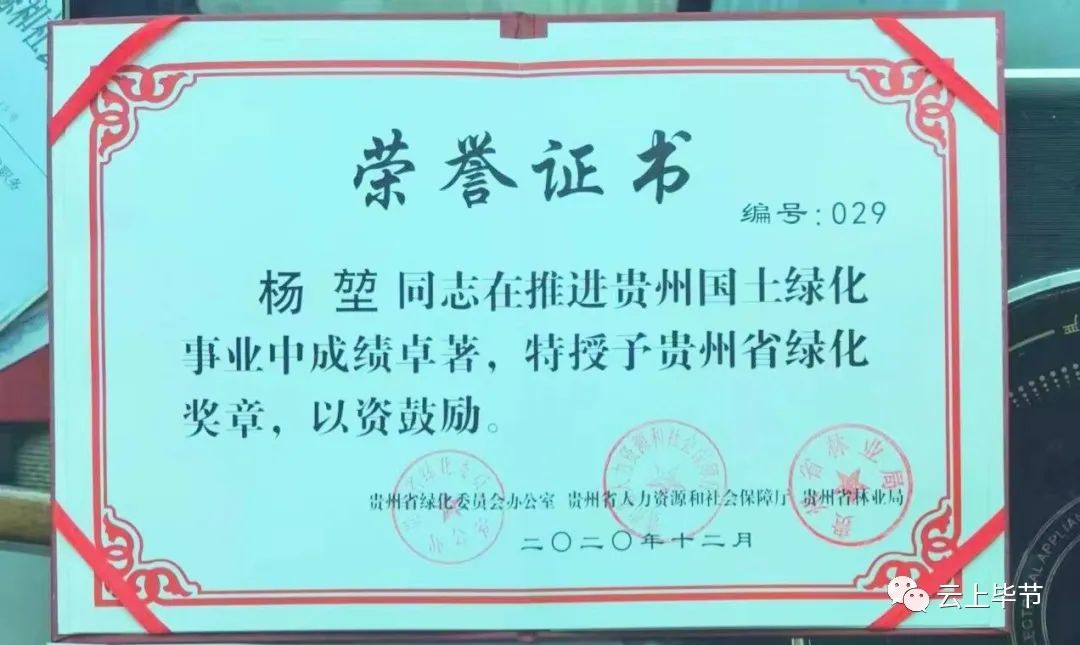 荣誉证书
编号:029
杨堃同志在推进贵州国土绿化
事业中成绩卓著,特授予贵州省绿化
奖章,以资鼓励。
贵州省绿化委员会办公室 贵州省人力资源和社会保障厅 贵州省林业局
二〇二〇年十二月
云上毕节
职务